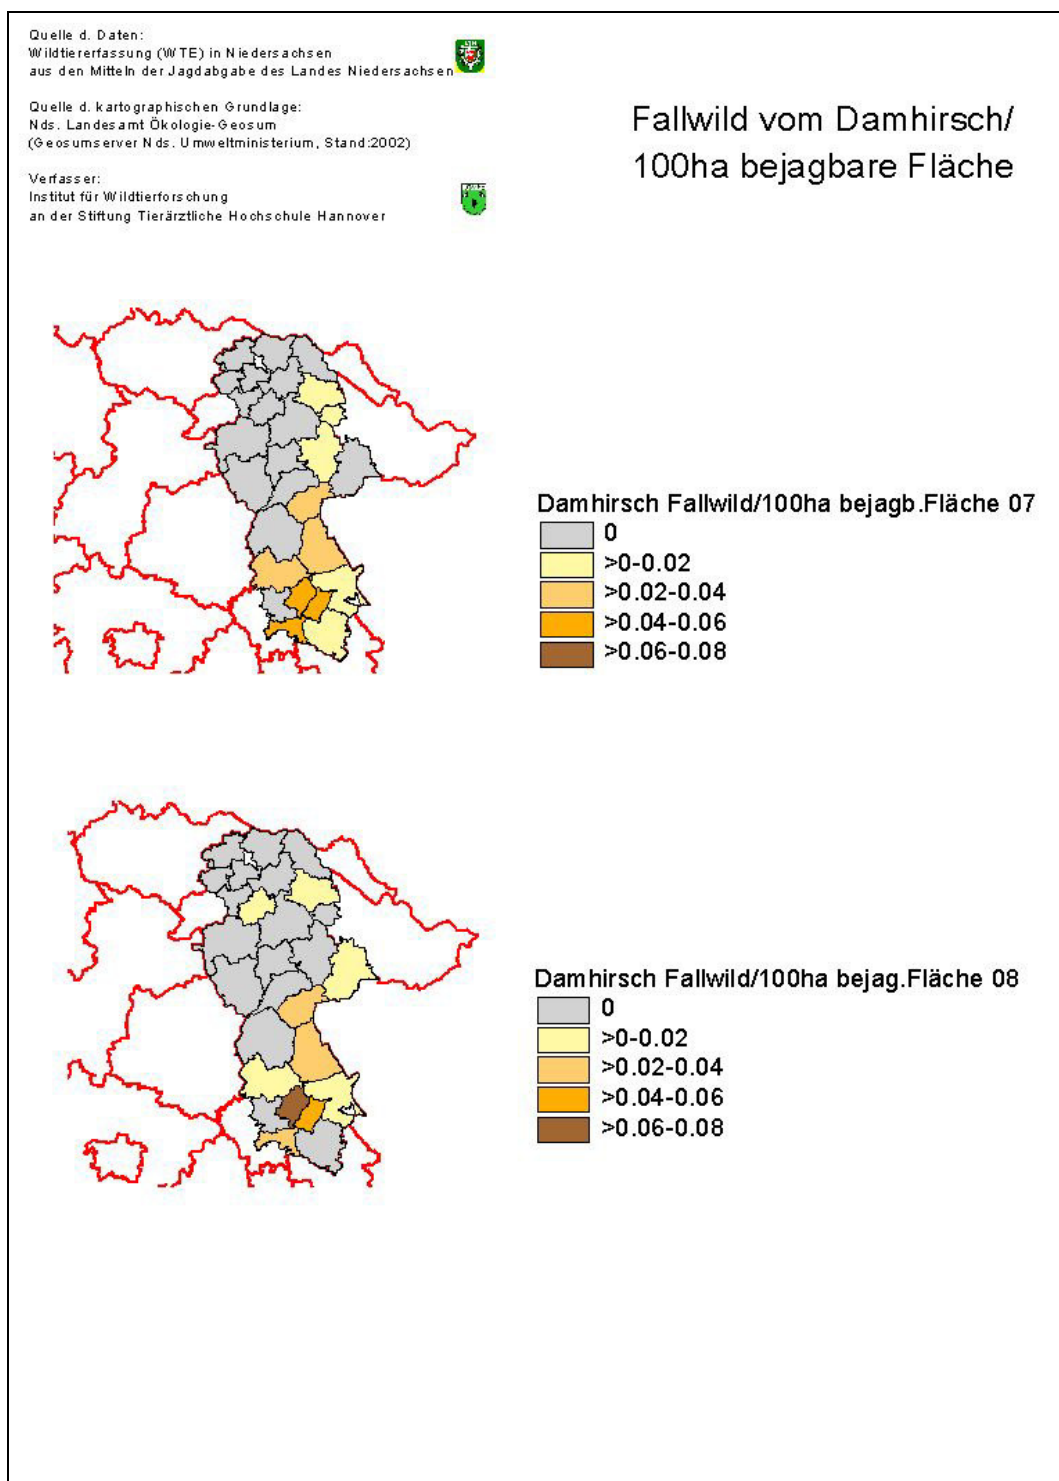 Quelle d. Daten:
Wildtiererfassung (WTE) in Niedersachsen
aus den Mitteln der Jagdabgabe des Landes Niedersachsen
Quelle d. kartographischen Grundlage:
Nds. Landesamt Ökologie-Geosum
(Geosumserver Nds. Umweltministerium, Stand:2002)
Verfasser:
Institut für Wildtierforschung
an der Stiftung Tierärztliche Hochschule Hannover
Fallwild vom Damhirsch/
100ha bejagbare Fläche
Damhirsch Fallwild/100ha bejagb.Fläche 07
0
>0-0.02
>0.02-0.04
>0.04-0.06
>0.06-0.08
Damhirsch Fallwild/100ha bejag.Fläche 08
0
>0-0.02
>0.02-0.04
>0.04-0.06
>0.06-0.08